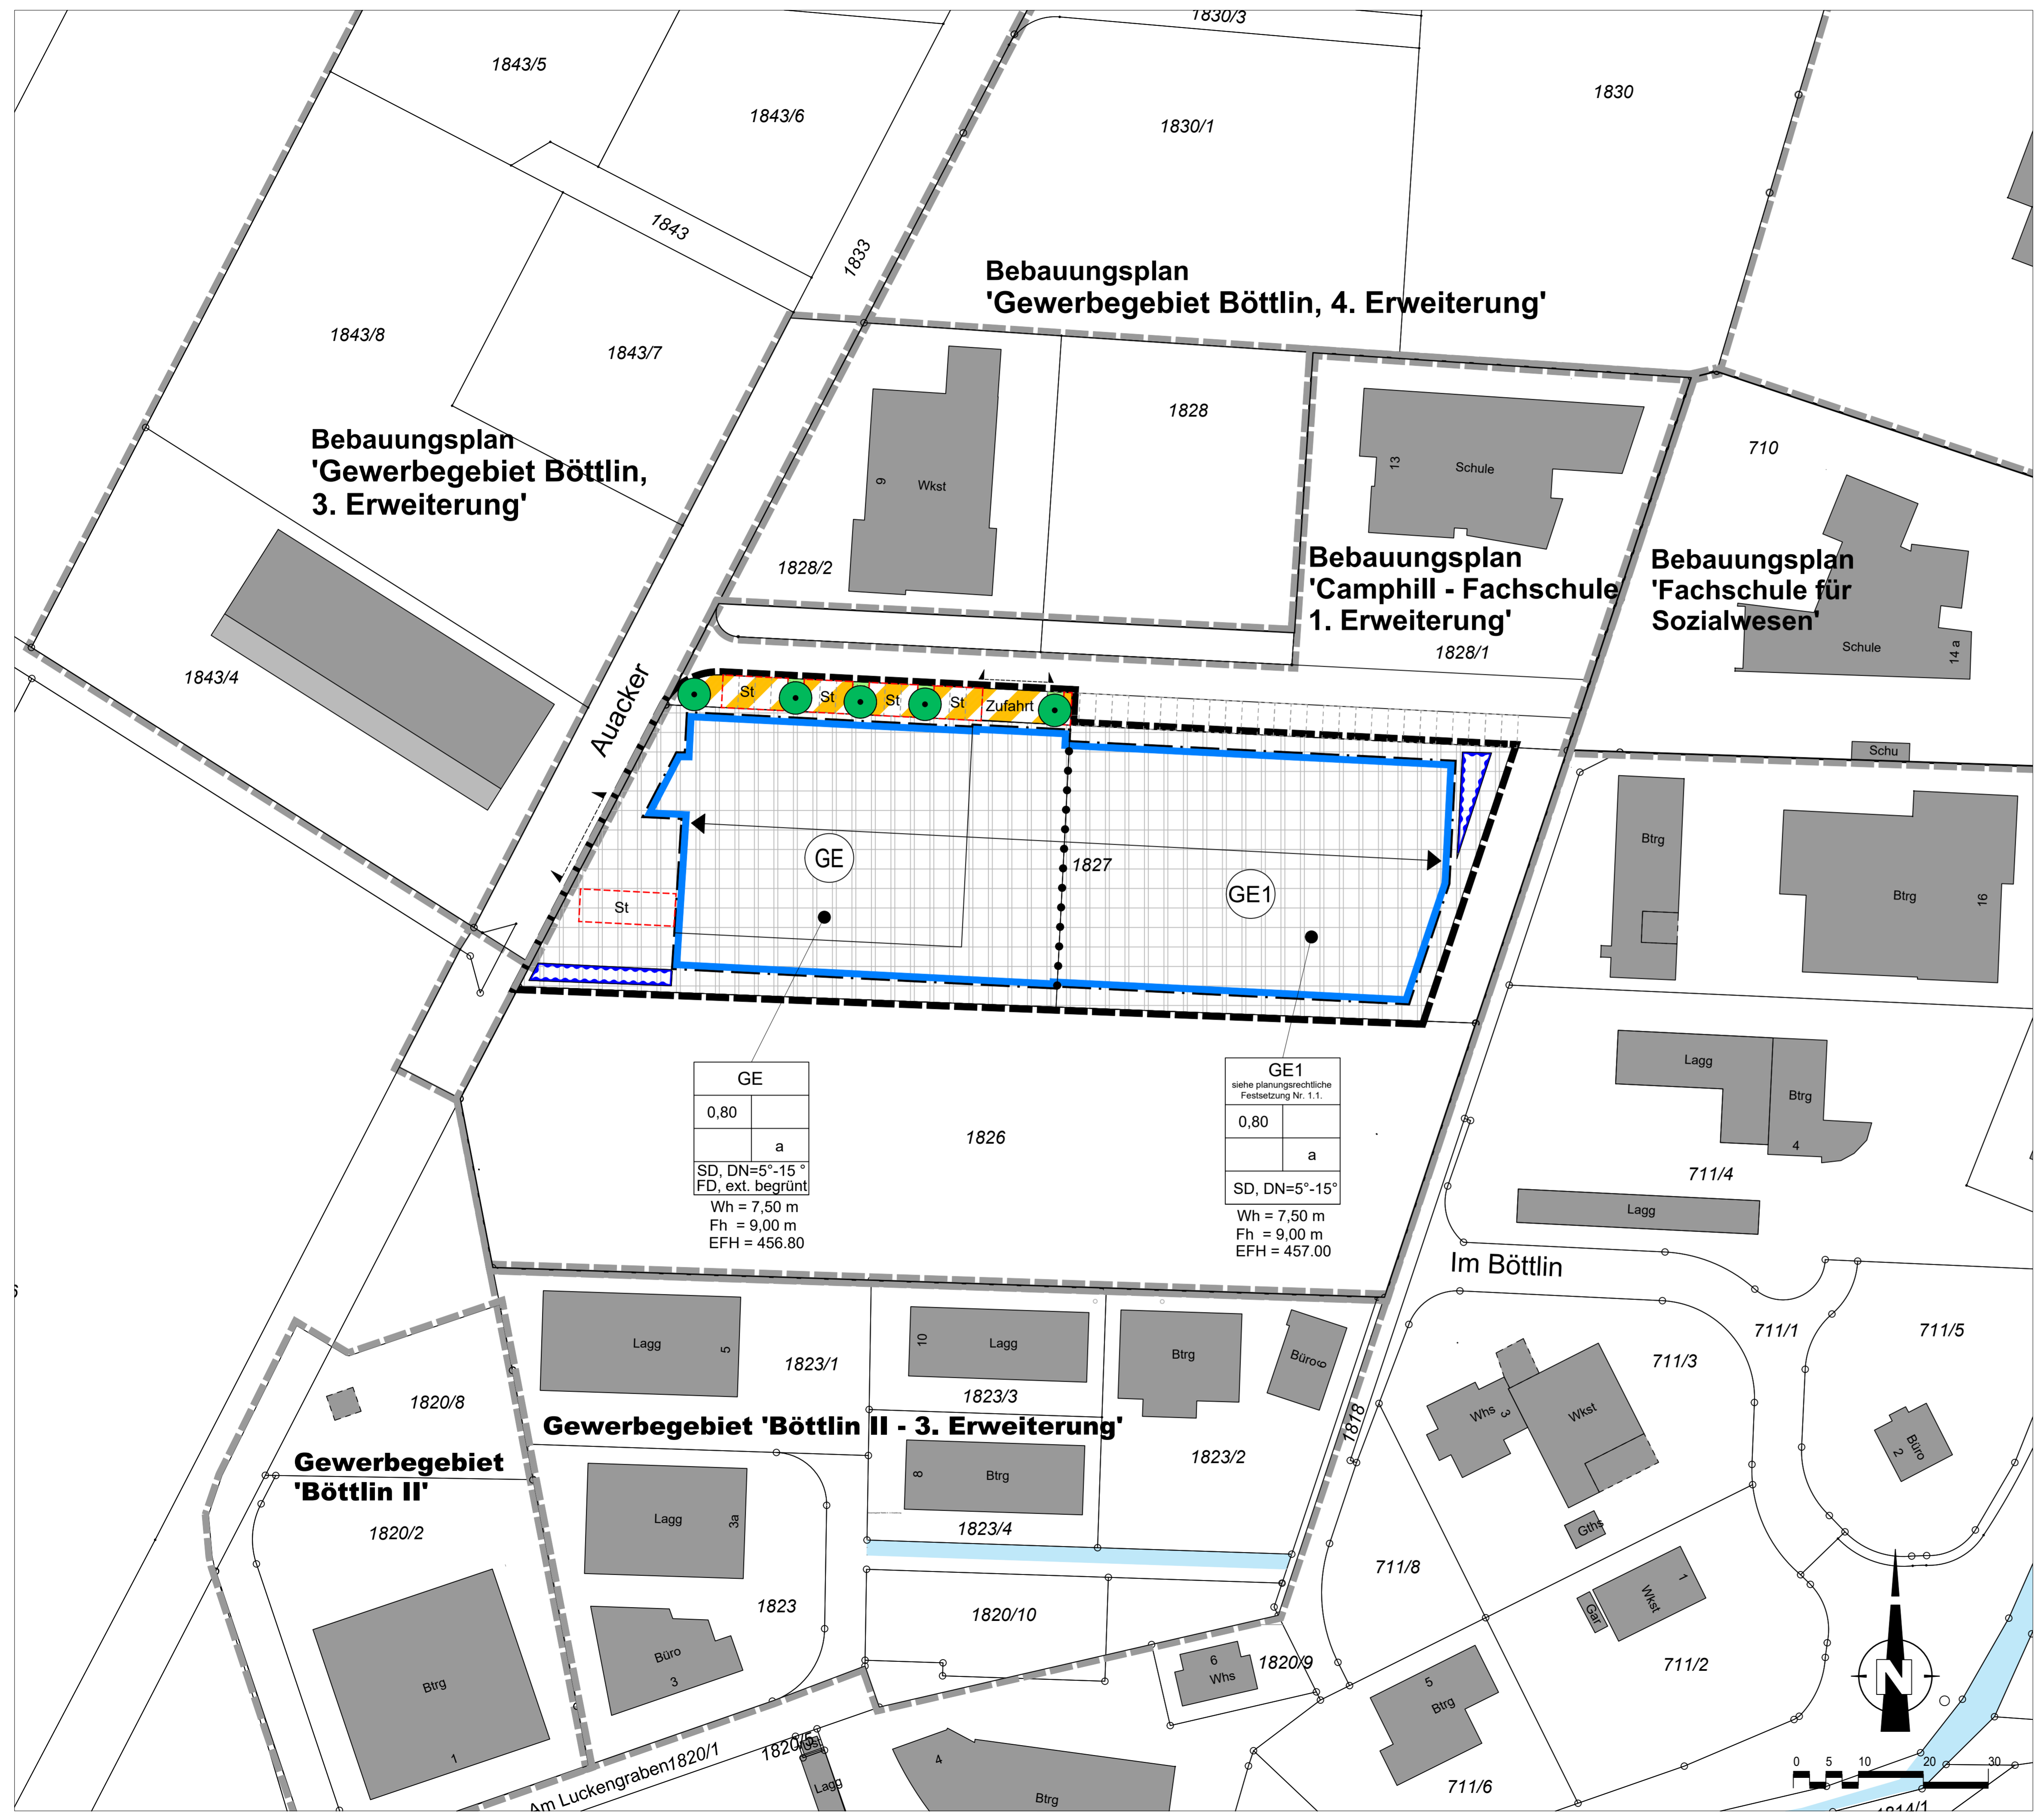 1830/3
1843/5
1843/6
1830/1
1830
1843
1833
Bebauungsplan
'Gewerbegebiet Böttlin, 4. Erweiterung'
1843/8
1843/7
1828
Bebauungsplan
'Gewerbegebiet Böttlin,
3. Erweiterung'
9
Wkst
13
Schule
710
1828/2
Bebauungsplan
'Camphill - Fachschule
1. Erweiterung'
Bebauungsplan
'Fachschule für
Sozialwesen'
Schule
14 a
1828/1
1843/4
Auacker
St
St
St
St
Zufahrt
Schu
GE
1827
GE1
St
Btrg
Btrg
16
GE
0,80
a
SD, DN=5°-15 °
FD, ext. begrünt
Wh = 7,50 m
Fh = 9,00 m
EFH = 456.80
GE1
siehe planungsrechtliche
Festsetzung Nr. 1.1.
0,80
a
SD, DN=5°-15°
Wh = 7,50 m
Fh = 9,00 m
EFH = 457.00
1826
Lagg
Btrg
4
711/4
Lagg
Im Böttlin
Lagg
5
1823/1
10
Lagg
1823/3
Btrg
Büro
6
711/1
711/5
711/3
1820/8
Gewerbegebiet 'Böttlin II - 3. Erweiterung'
1818
Whs
3
Wkst
Büro
2
Gewerbegebiet
'Böttlin II'
8
Btrg
1823/2
1820/2
Lagg
3a
1823/4
Gths
711/8
1823
1820/10
Wkst
1
Gar
Büro
3
6
Whs
1820/9
711/2
Btrg
1
5
Btrg
N
Am Luckengraben
1820/1
1820/5
Lagg
4
Btrg
711/6
0 5 10 20 30
1814/1